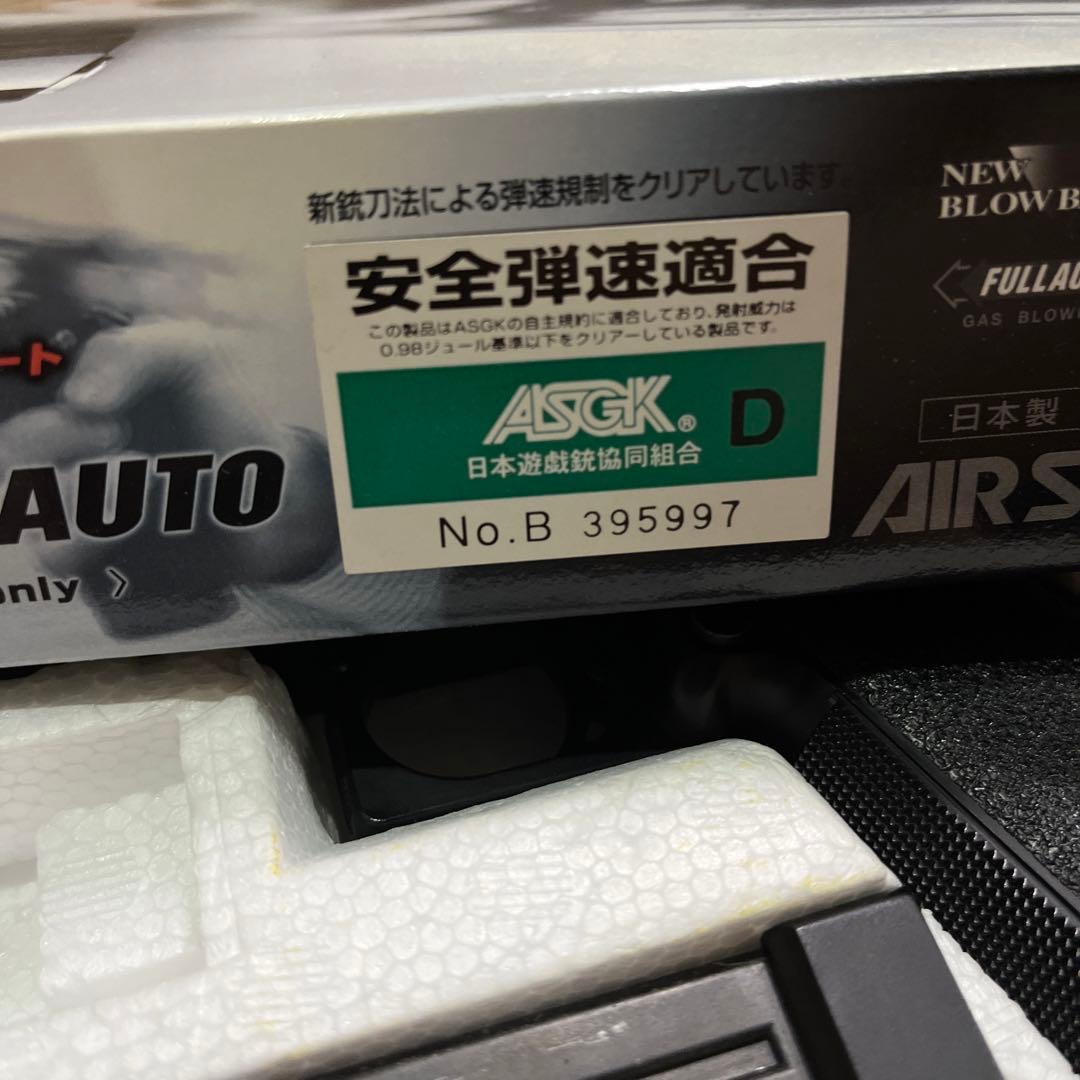 新銃刀法による弾速規制をクリアしています。
安全弾速適合
この製品はASGKの自主規約に適合しており、発射威力は
0.98ジュール基準以下をクリアーしている製品です。
ASGK® D
日本遊戯銃協同組合
No.B 395997
ート
AUTO
only 〉
NEW
BLOW B
FULLAU
GAS BLOW
日本製
AIR S